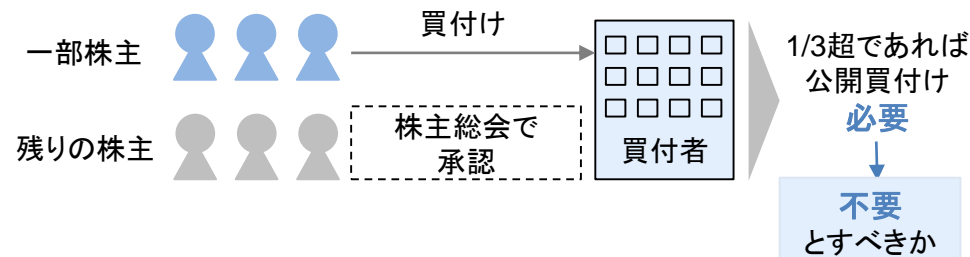 一部株主
買付け
残りの株主
株主総会で
承認
買付者
1/3超であれば
公開買付け
必要
不要
とすべきか